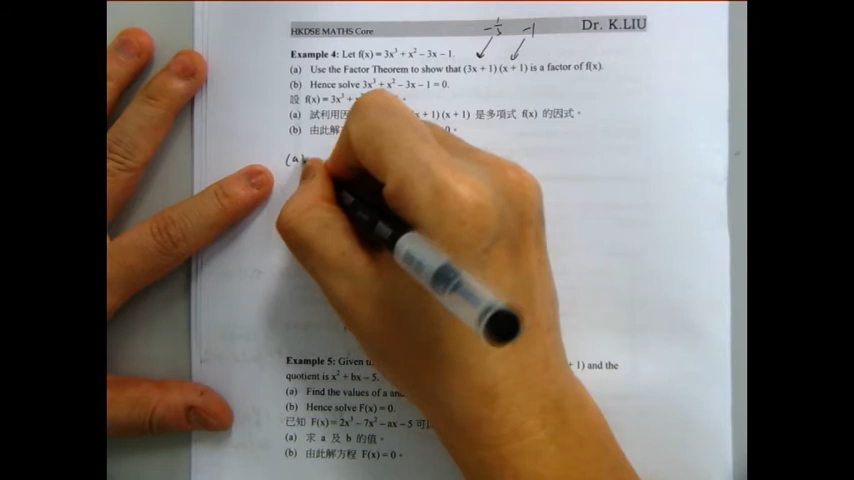 HKDSE MATHS Core
Dr. K.LIU
-1/3 -1
Example 4: Let f(x) = 3x³ + x² – 3x – 1.
(a) Use the Factor Theorem to show that (3x + 1) (x + 1) is a factor of f(x).
(b) Hence solve 3x³ + x² – 3x – 1 = 0.
設 f(x) = 3x³ +
(a) 試利用 x + 1) (x + 1) 是多項式 f(x) 的因式。
(b) 由此解 0。
(a)
Example 5: Given + 1) and the
quotient is x² + bx – 5.
(a) Find the values of a and
(b) Hence solve F(x) = 0.
已知 F(x) = 2x³ – 7x² – ax – 5 可
(a) 求 a 及 b 的值。
(b) 由此解方程 F(x) = 0。